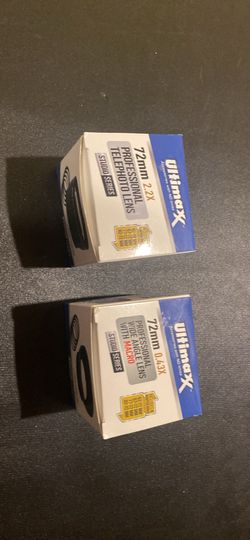 Ultimaxx
72mm 2.2X
PROFESSIONAL
TELEPHOTO LENS
STUDIO SERIES
Ultimaxx
72mm 0.43X
PROFESSIONAL
WIDE ANGLE LENS
WITH MACRO
STUDIO SERIES